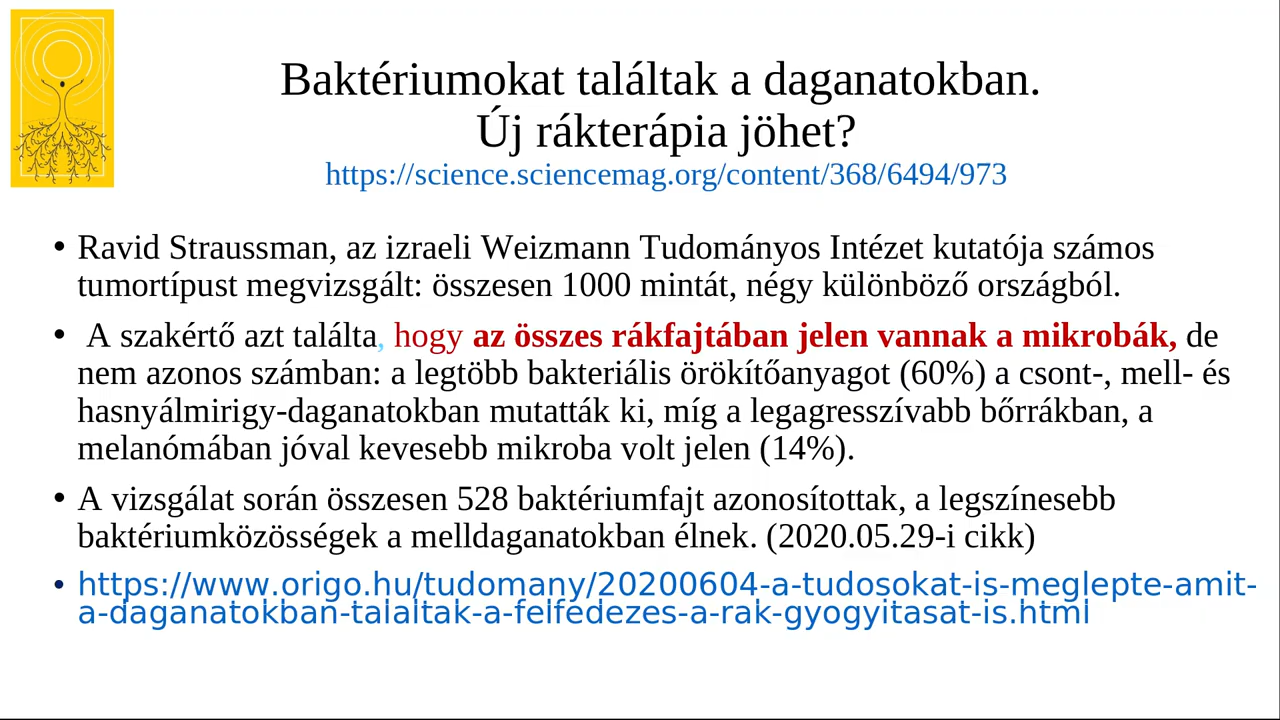 Baktériumokat találtak a daganatokban.
Új rákterápia jöhet?
https://science.sciencemag.org/content/368/6494/973
• Ravid Straussman, az izraeli Weizmann Tudományos Intézet kutatója számos
tumortípust megvizsgált: összesen 1000 mintát, négy különböző országból.
• A szakértő azt találta, hogy az összes rákfajtában jelen vannak a mikrobák, de
nem azonos számban: a legtöbb bakteriális örökítőanyagot (60%) a csont-, mell- és
hasnyálmirigy-daganatokban mutatták ki, míg a legagresszívabb bőrrákban, a
melanómában jóval kevesebb mikroba volt jelen (14%).
• A vizsgálat során összesen 528 baktériumfajt azonosítottak, a legszínesebb
baktériumközösségek a melldaganatokban élnek. (2020.05.29-i cikk)
• https://www.origo.hu/tudomany/20200604-a-tudosokat-is-meglepte-amit-
a-daganatokban-talaltak-a-felfedezes-a-rak-gyogyitasat-is.html